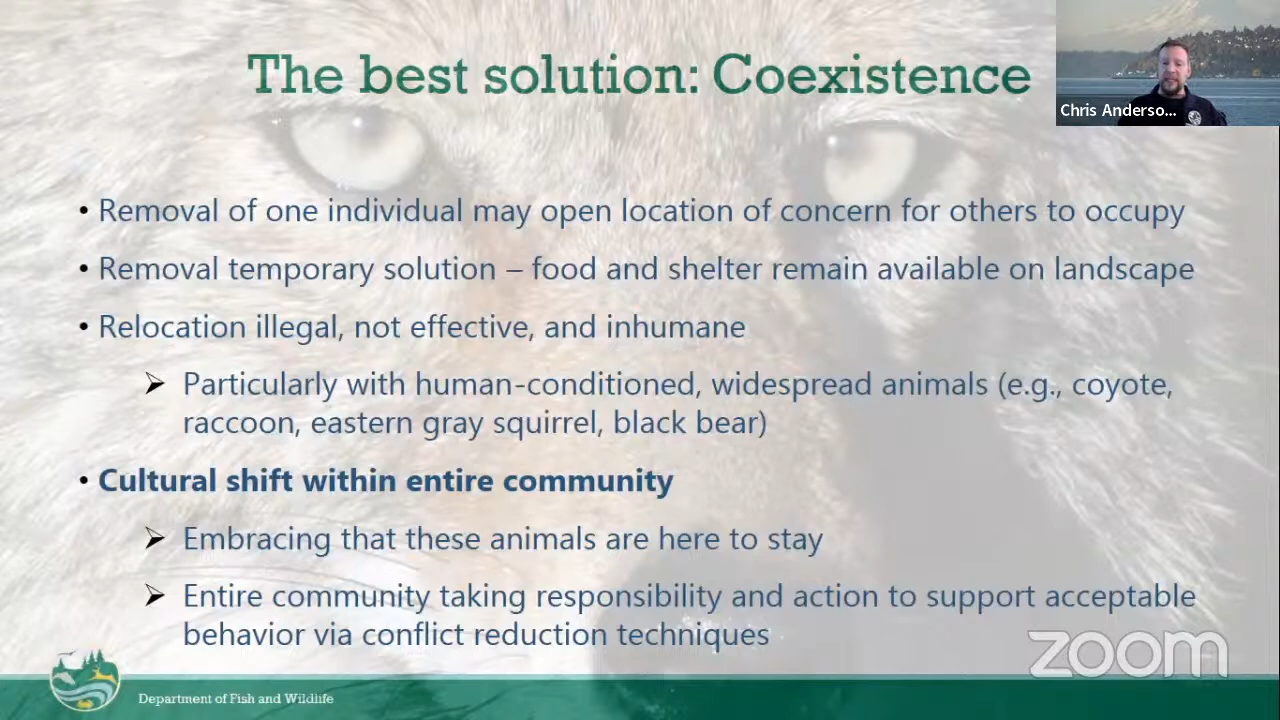 The best solution: Coexistence
Chris Anderso...
• Removal of one individual may open location of concern for others to occupy
• Removal temporary solution – food and shelter remain available on landscape
• Relocation illegal, not effective, and inhumane
➢ Particularly with human-conditioned, widespread animals (e.g., coyote,
raccoon, eastern gray squirrel, black bear)
• Cultural shift within entire community
➢ Embracing that these animals are here to stay
➢ Entire community taking responsibility and action to support acceptable
behavior via conflict reduction techniques
zoom
Department of Fish and Wildlife